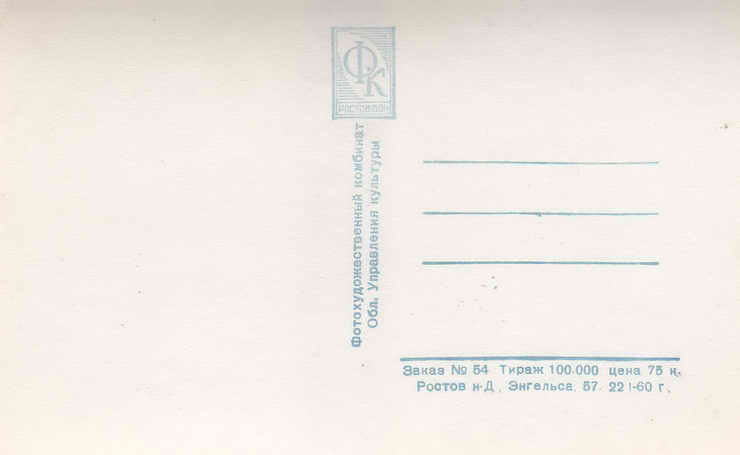 ФК
РОСТОВ-ДОН
Фотохудожественный комбинат
Обл. Управления культуры
Заказ № 54 Тираж 100.000 цена 75 к.
Ростов н-Д, Энгельса, 57. 22 I-60 г.